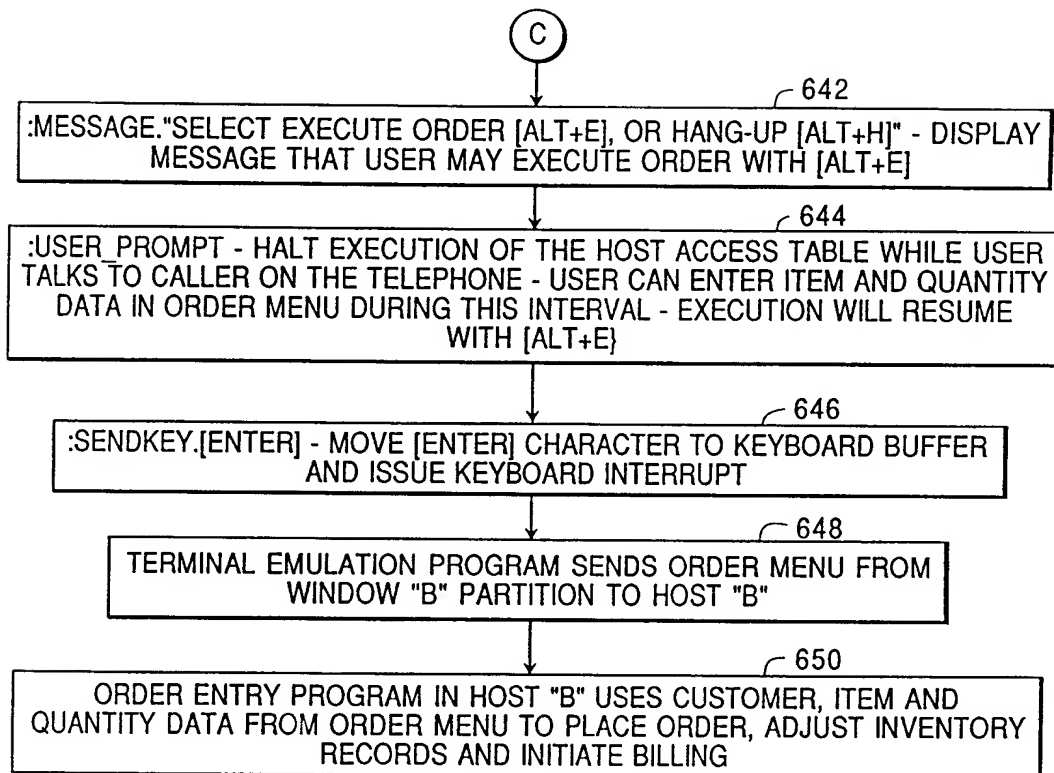 C
642
:MESSAGE."SELECT EXECUTE ORDER [ALT+E], OR HANG-UP [ALT+H]" - DISPLAY
MESSAGE THAT USER MAY EXECUTE ORDER WITH [ALT+E]
644
:USER_PROMPT - HALT EXECUTION OF THE HOST ACCESS TABLE WHILE USER
TALKS TO CALLER ON THE TELEPHONE - USER CAN ENTER ITEM AND QUANTITY
DATA IN ORDER MENU DURING THIS INTERVAL - EXECUTION WILL RESUME
WITH [ALT+E}
646
:SENDKEY.[ENTER] - MOVE [ENTER] CHARACTER TO KEYBOARD BUFFER
AND ISSUE KEYBOARD INTERRUPT
648
TERMINAL EMULATION PROGRAM SENDS ORDER MENU FROM
WINDOW "B" PARTITION TO HOST "B"
650
ORDER ENTRY PROGRAM IN HOST "B" USES CUSTOMER, ITEM AND
QUANTITY DATA FROM ORDER MENU TO PLACE ORDER, ADJUST INVENTORY
RECORDS AND INITIATE BILLING